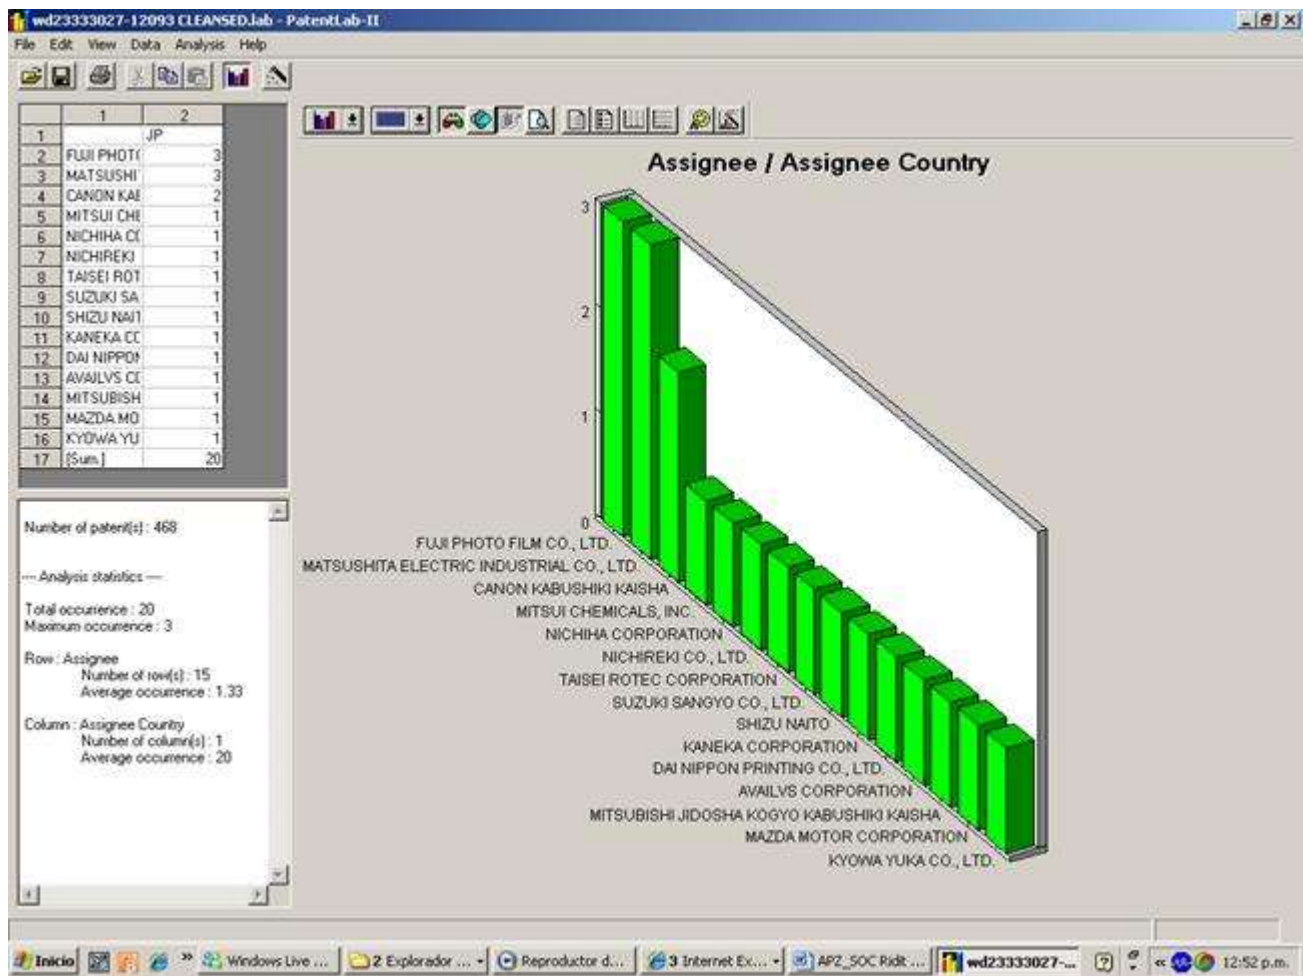 wd23333027-12093 CLEANSED.lab - PatentLab-II
File Edit View Data Analysis Help
1 2
1 JP
2 FUJI PHOT( 3
3 MATSUSHI 3
4 CANON KAE 2
5 MITSUI CHE 1
6 NICHIHA CC 1
7 NICHIREKI 1
8 TAISEI ROT 1
9 SUZUKI SA 1
10 SHIZU NAIT 1
11 KANEKA CC 1
12 DAI NIPPON 1
13 AVAILVS CC 1
14 MITSUBISH 1
15 MAZDA MO 1
16 KYOWA YU 1
17 [Sum] 20
Number of patent(s) : 468
--- Analysis statistics ---
Total occurrence : 20
Maximum occurrence : 3
Row : Assignee
Number of row(s) : 15
Average occurrence : 1.33
Column : Assignee Country
Number of column(s) : 1
Average occurrence : 20
Assignee / Assignee Country
3
2
1
0
FUJI PHOTO FILM CO., LTD.
MATSUSHITA ELECTRIC INDUSTRIAL CO., LTD.
CANON KABUSHIKI KAISHA
MITSUI CHEMICALS, INC.
NICHIHA CORPORATION
NICHIREKI CO., LTD.
TAISEI ROTEC CORPORATION
SUZUKI SANGYO CO., LTD.
SHIZU NAITO
KANEKA CORPORATION
DAI NIPPON PRINTING CO., LTD.
AVAILVS CORPORATION
MITSUBISHI JIDOSHA KOGYO KABUSHIKI KAISHA
MAZDA MOTOR CORPORATION
KYOWA YUKA CO., LTD.
Inicio » Windows Live ... 2 Explorador ... Reproductor d... 3 Internet Ex... APZ_SOC Ridit ... wd23333027-... ? « 12:52 p.m.